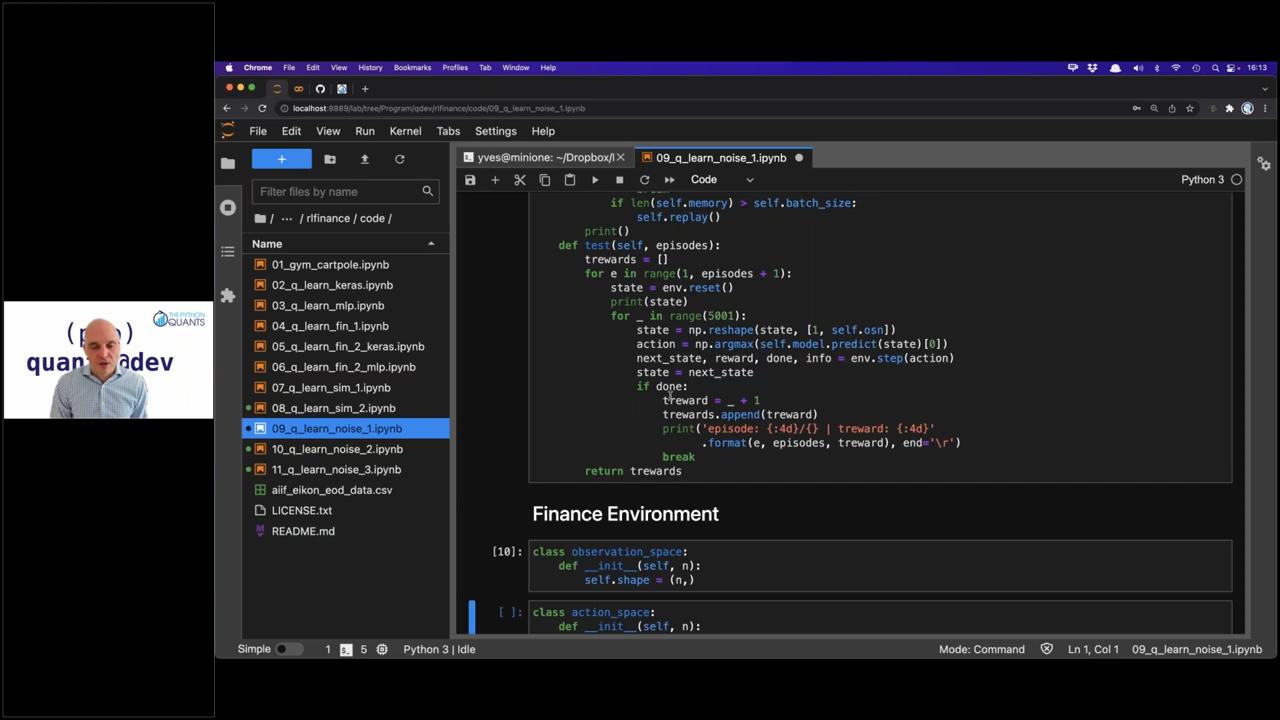 Chrome File Edit View History Bookmarks Profiles Tab Window Help 16:13
localhost:8889/lab/tree/Program/qdev/rlfinance/code/09_q_learn_noise_1.ipynb
File Edit View Run Kernel Tabs Settings Help
yves@minione: ~/Dropbox/
09_q_learn_noise_1.ipynb
Code
Python 3
Filter files by name
/ ··· / rlfinance / code /
Name
01_gym_cartpole.ipynb
02_q_learn_keras.ipynb
03_q_learn_mlp.ipynb
04_q_learn_fin_1.ipynb
05_q_learn_fin_2_keras.ipynb
06_q_learn_fin_2_mlp.ipynb
07_q_learn_sim_1.ipynb
08_q_learn_sim_2.ipynb
09_q_learn_noise_1.ipynb
10_q_learn_noise_2.ipynb
11_q_learn_noise_3.ipynb
aiif_eikon_eod_data.csv
LICENSE.txt
README.md
if len(self.memory) > self.batch_size:
self.replay()
print()
def test(self, episodes):
trewards = []
for e in range(1, episodes + 1):
state = env.reset()
print(state)
for _ in range(5001):
state = np.reshape(state, [1, self.osn])
action = np.argmax(self.model.predict(state)[0])
next_state, reward, done, info = env.step(action)
state = next_state
if done:
treward = _ + 1
trewards.append(treward)
print('episode: {:4d}/{} | treward: {:4d}'
.format(e, episodes, treward), end='\r')
break
return trewards
Finance Environment
[10]: class observation_space:
def __init__(self, n):
self.shape = (n,)
[ ]: class action_space:
def __init__(self, n):
Simple 1 5 Python 3 | Idle Mode: Command Ln 1, Col 1 09_q_learn_noise_1.ipynb
THE PYTHON
QUANTS